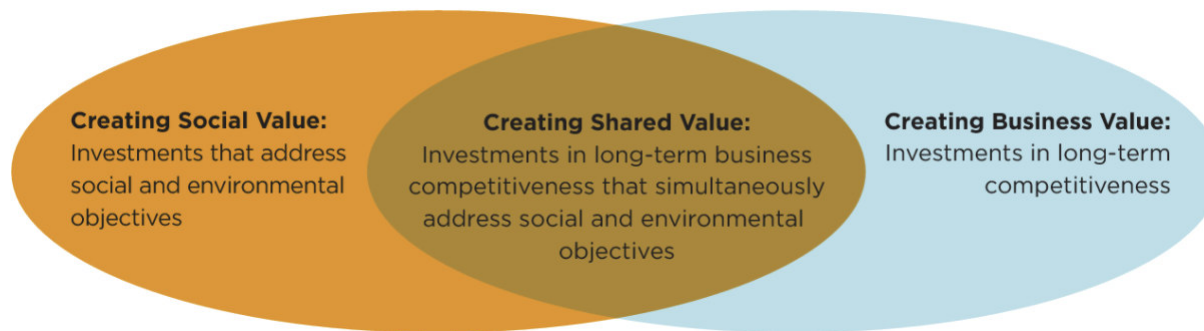 Creating Social Value:
Investments that address
social and environmental
objectives
Creating Shared Value:
Investments in long-term business
competitiveness that simultaneously
address social and environmental
objectives
Creating Business Value:
Investments in long-term
competitiveness